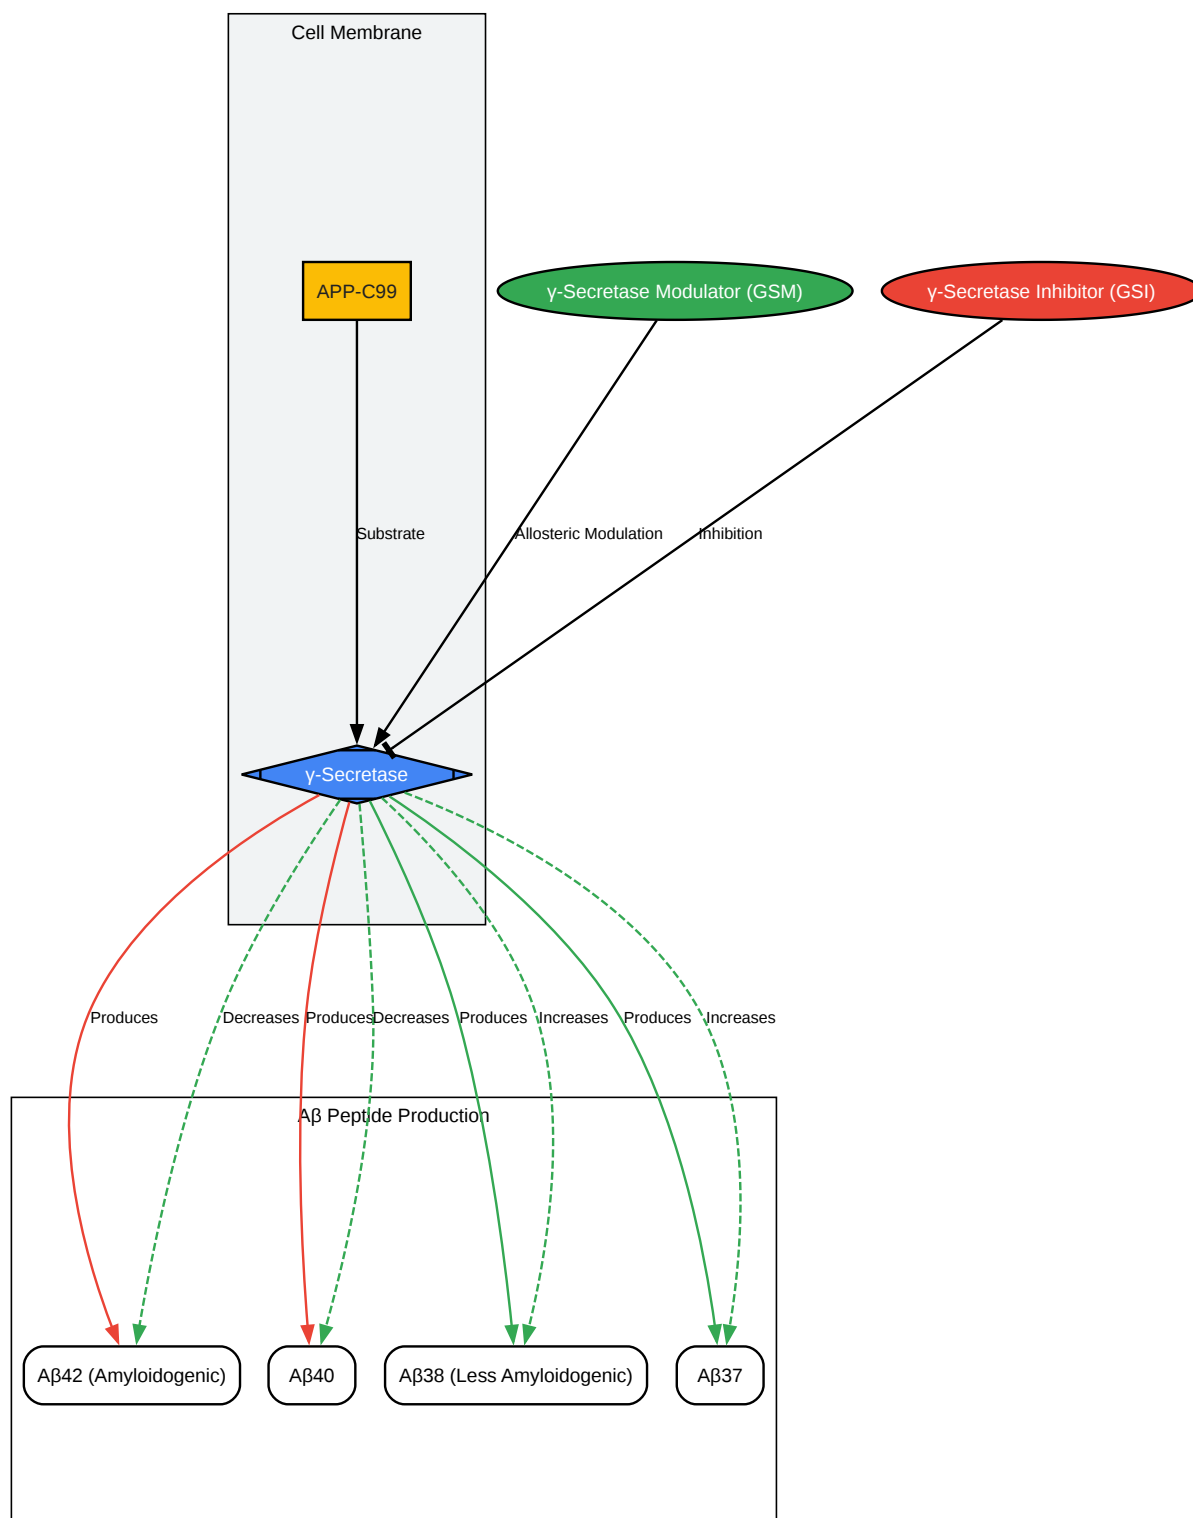 Cell Membrane
APP-C99
γ-Secretase Modulator (GSM)
γ-Secretase Inhibitor (GSI)
Substrate
Allosteric Modulation
Inhibition
γ-Secretase
Produces
Decreases
Produces
Decreases
Produces
Increases
Produces
Increases
Aβ Peptide Production
Aβ42 (Amyloidogenic)
Aβ40
Aβ38 (Less Amyloidogenic)
Aβ37